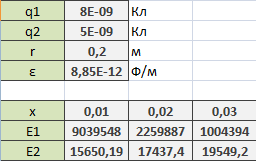 q1 8E-09 Кл
q2 5E-09 Кл
r 0,2 м
ε 8,85E-12 Ф/м
x 0,01 0,02 0,03
E1 9039548 2259887 1004394
E2 15650,19 17437,4 19549,2